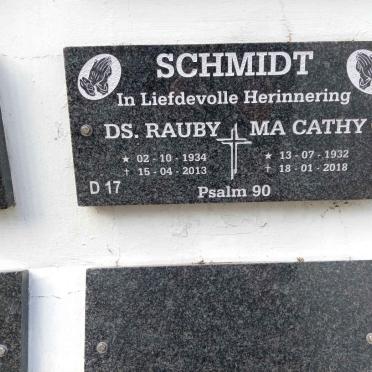 SCHMIDT
In Liefdevolle Herinnering
DS. RAUBY MA CATHY
★ 02 - 10 - 1934 ★ 13 - 07 - 1932
✝ 15 - 04 - 2013 ✝ 18 - 01 - 2018
D 17 Psalm 90